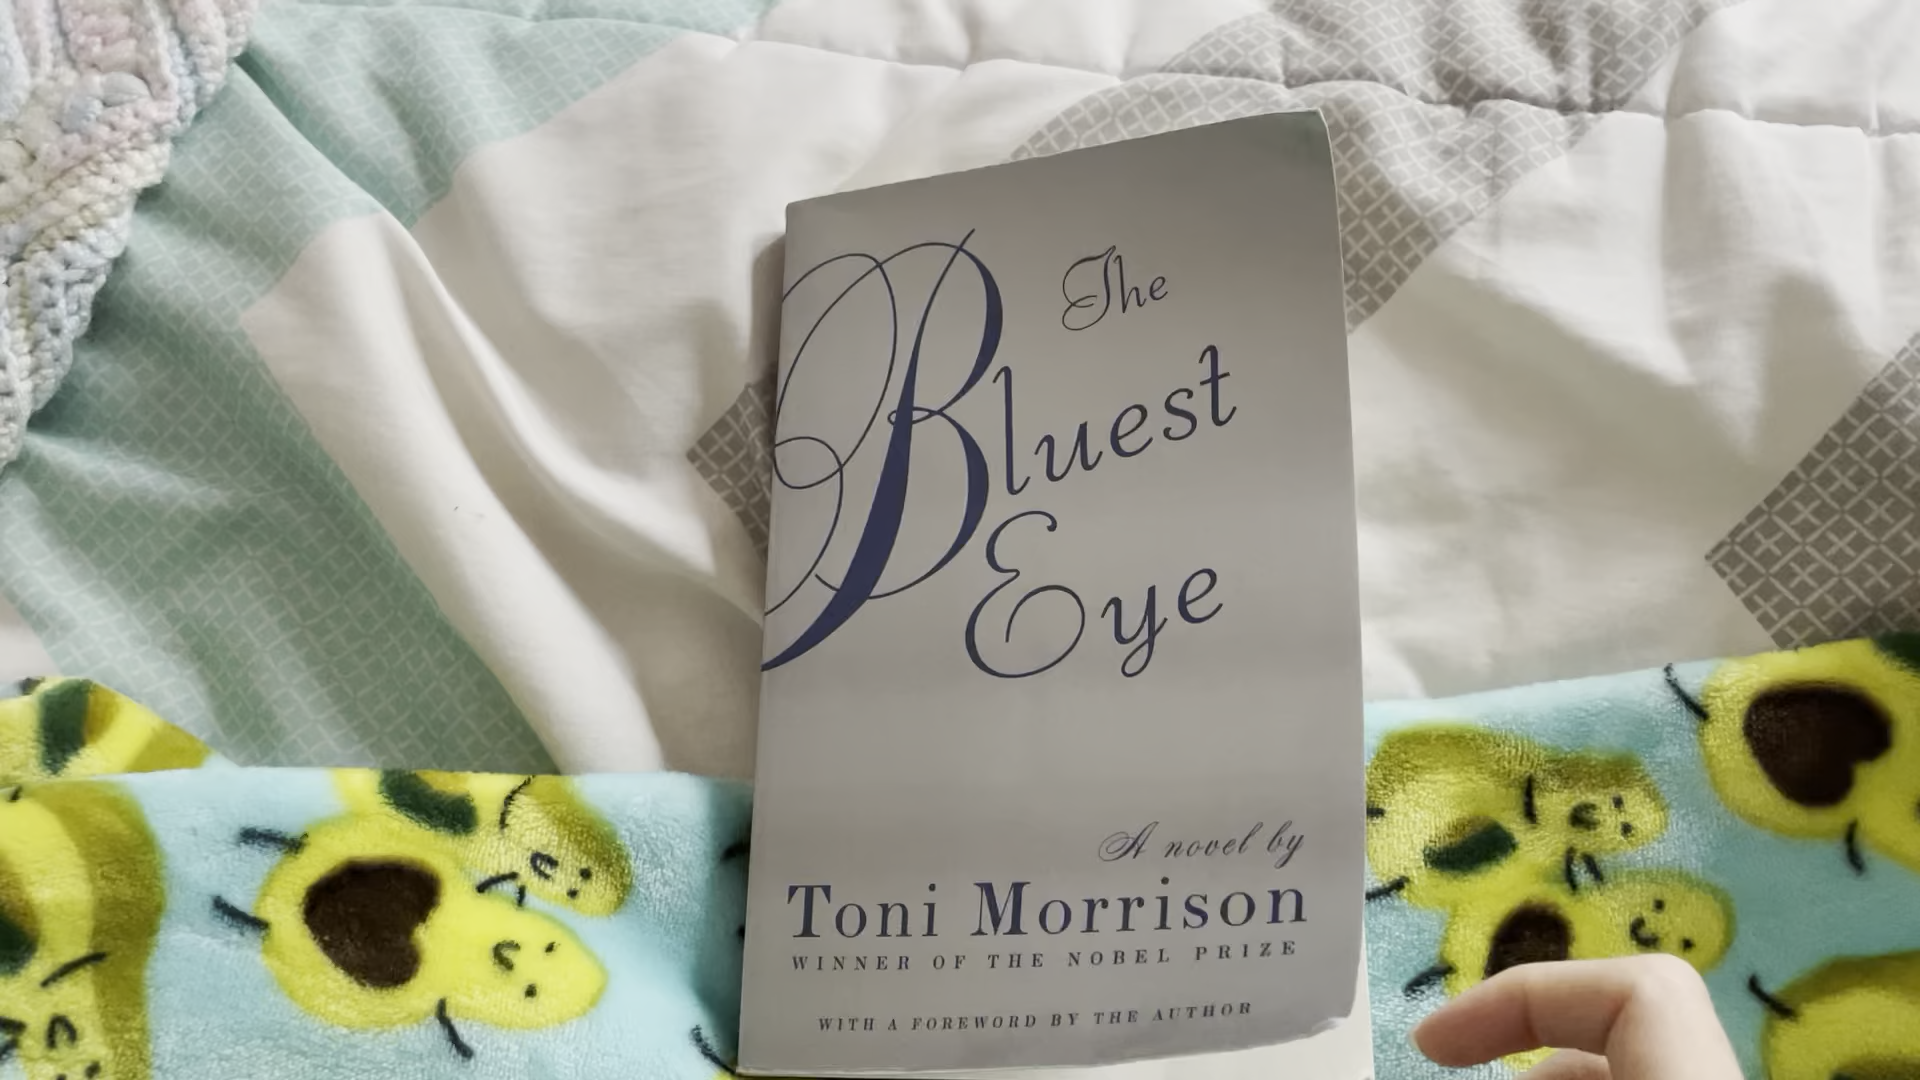 The
Bluest
Eye
A novel by
Toni Morrison
WINNER OF THE NOBEL PRIZE
WITH A FOREWORD BY THE AUTHOR